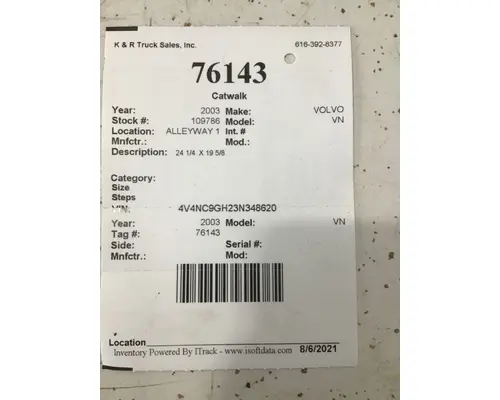 K & R Truck Sales, Inc. 616-392-8377
76143
Catwalk
Year: 2003 Make: VOLVO
Stock #: 109786 Model: VN
Location: ALLEYWAY 1 Int. #
Mnfctr.: Mod.:
Description: 24 1/4 X 19 5/8
Category:
Size
Steps
VIN: 4V4NC9GH23N348620
Year: 2003 Model: VN
Tag #: 76143
Side: Serial #:
Mnfctr.: Mod:
Location
Inventory Powered By ITrack - www.isoftdata.com 8/6/2021